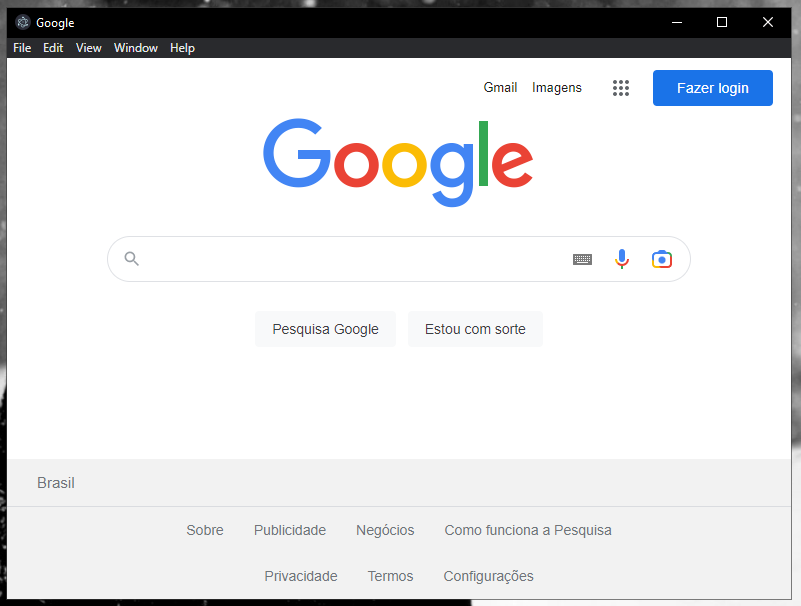 Google
File Edit View Window Help
Gmail Imagens Fazer login
Google
Pesquisa Google Estou com sorte
Brasil
Sobre Publicidade Negócios Como funciona a Pesquisa
Privacidade Termos Configurações